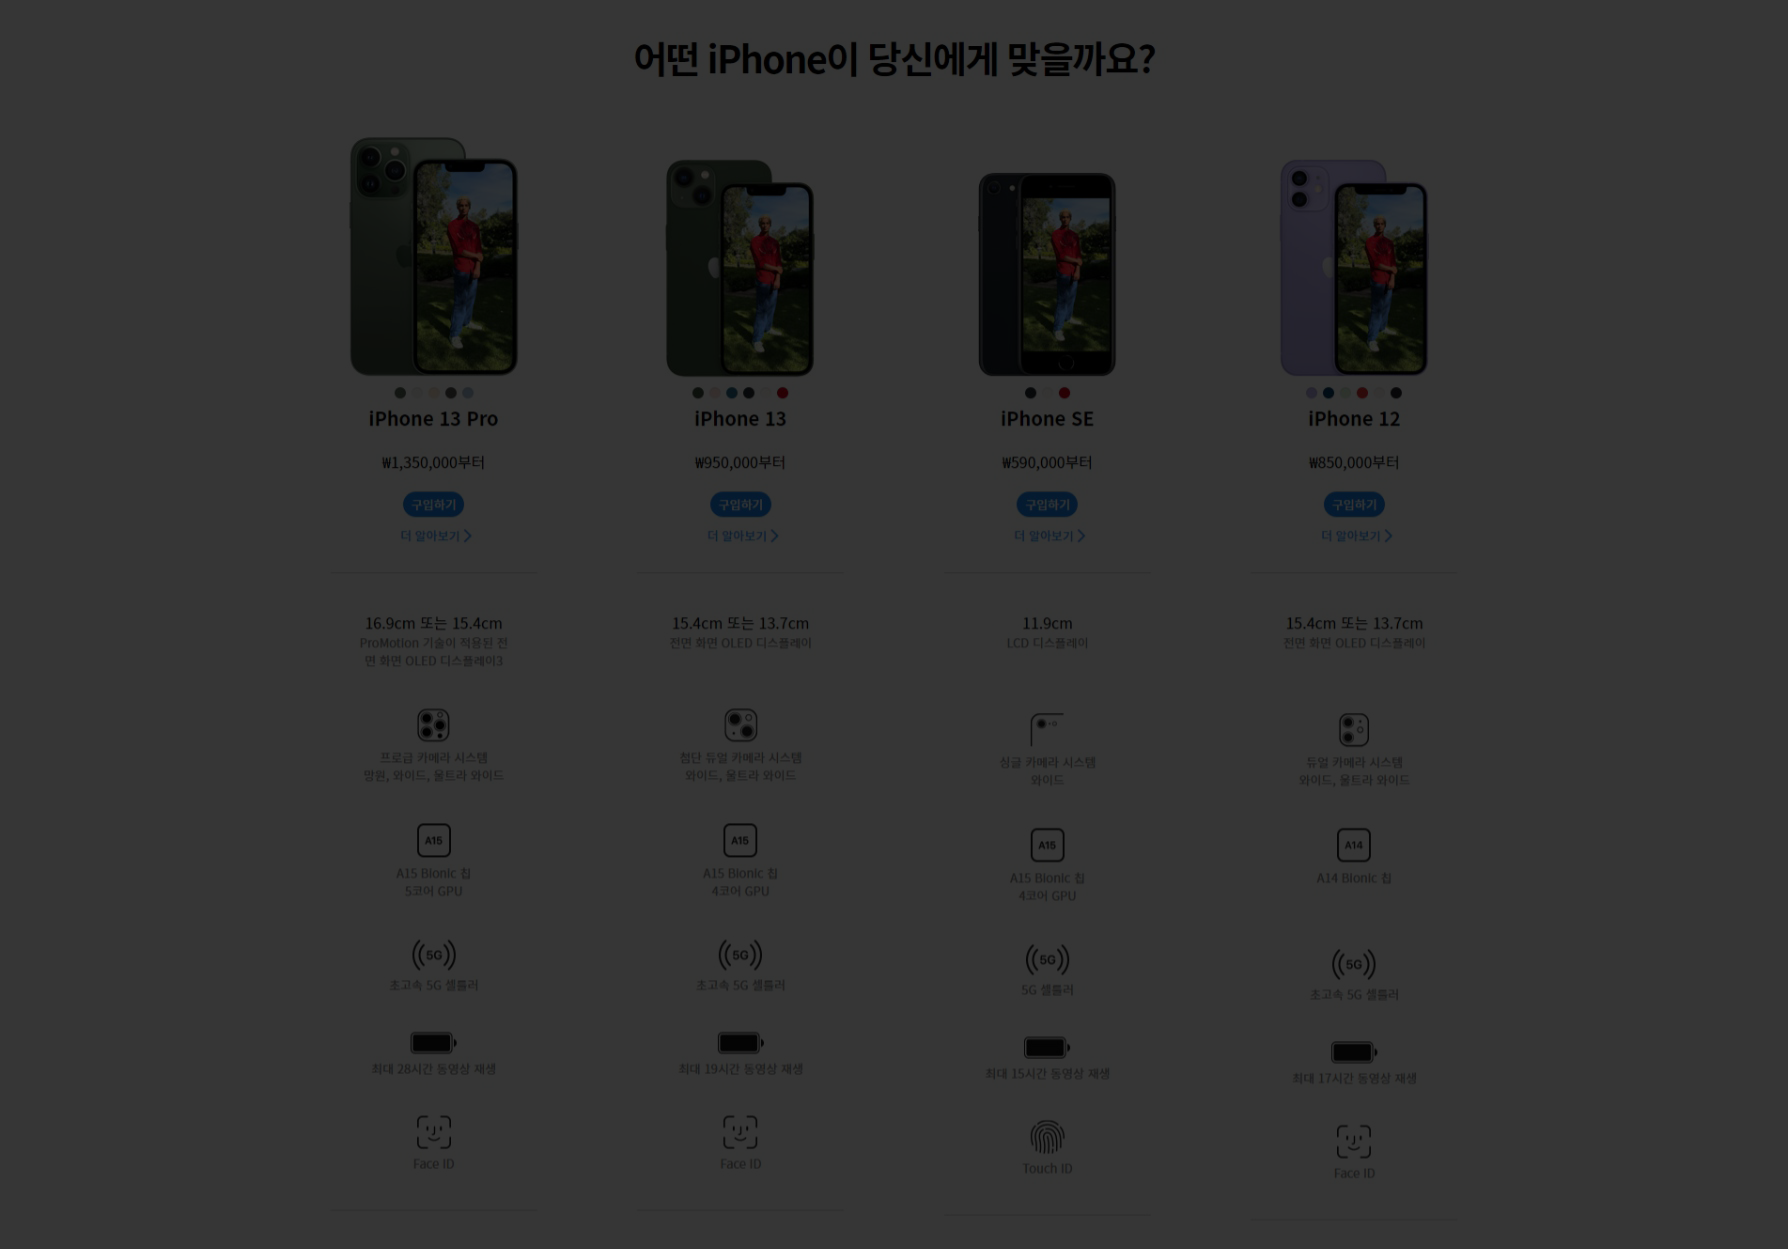 어떤 iPhone이 당신에게 맞을까요?
iPhone 13 Pro
₩1,350,000부터
구입하기
더 알아보기
16.9cm 또는 15.4cm
ProMotion 기술이 적용된 전
면 화면 OLED 디스플레이3
프로급 카메라 시스템
망원, 와이드, 울트라 와이드
A15
A15 Bionic 칩
5코어 GPU
5G
초고속 5G 셀룰러
최대 28시간 동영상 재생
Face ID
iPhone 13
₩950,000부터
구입하기
더 알아보기
15.4cm 또는 13.7cm
전면 화면 OLED 디스플레이
첨단 듀얼 카메라 시스템
와이드, 울트라 와이드
A15
A15 Bionic 칩
4코어 GPU
5G
초고속 5G 셀룰러
최대 19시간 동영상 재생
Face ID
iPhone SE
₩590,000부터
구입하기
더 알아보기
11.9cm
LCD 디스플레이
싱글 카메라 시스템
와이드
A15
A15 Bionic 칩
4코어 GPU
5G
5G 셀룰러
최대 15시간 동영상 재생
Touch ID
iPhone 12
₩850,000부터
구입하기
더 알아보기
15.4cm 또는 13.7cm
전면 화면 OLED 디스플레이
듀얼 카메라 시스템
와이드, 울트라 와이드
A14
A14 Bionic 칩
5G
초고속 5G 셀룰러
최대 17시간 동영상 재생
Face ID